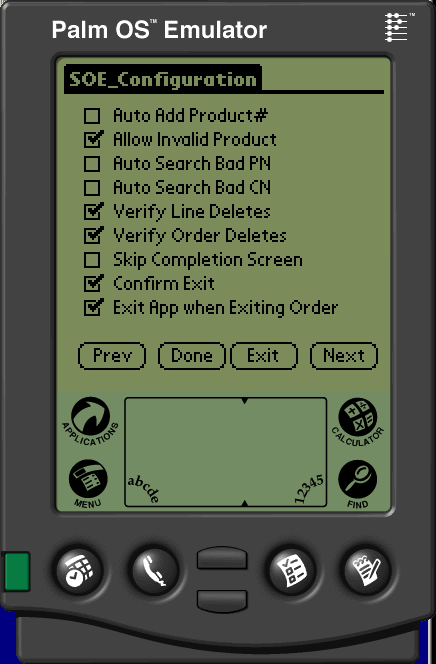 Palm OS™ Emulator
™
SOE_Configuration
Auto Add Product#
Allow Invalid Product
Auto Search Bad PN
Auto Search Bad CN
Verify Line Deletes
Verify Order Deletes
Skip Completion Screen
Confirm Exit
Exit App when Exiting Order
Prev Done Exit Next
APPLICATIONS CALCULATOR
abcde 12345
MENU FIND